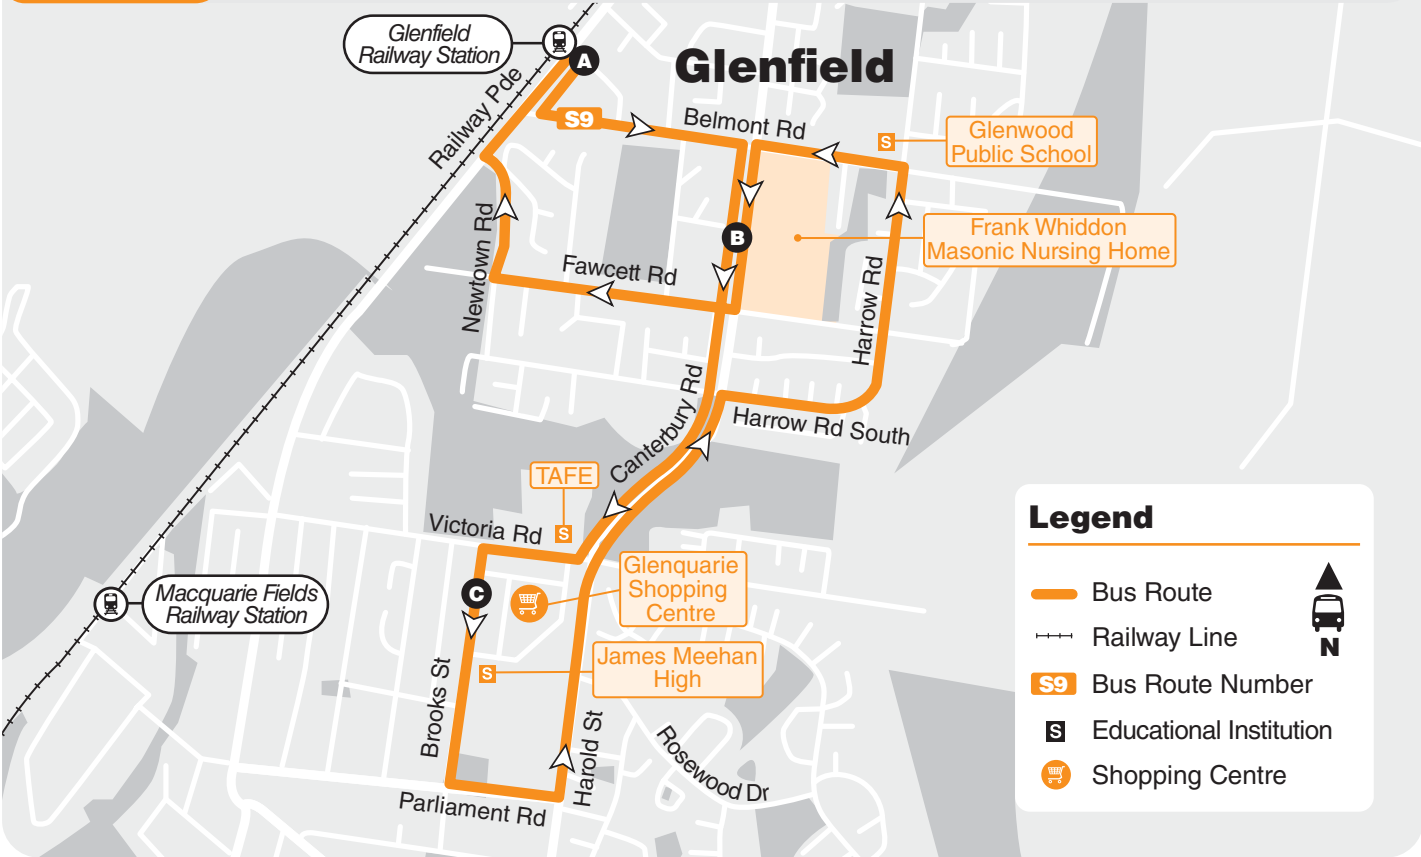 Glenfield
Railway Station
A
Glenfield
Railway Pde
S9
Belmont Rd
S
Glenwood
Public School
Newtown Rd
Fawcett Rd
B
Frank Whiddon
Masonic Nursing Home
Harrow Rd
Canterbury Rd
Harrow Rd South
TAFE
Victoria Rd
S
Macquarie Fields
Railway Station
C
Glenquarie
Shopping
Centre
S
James Meehan
High
Brooks St
Harold St
Rosewood Dr
Parliament Rd
Legend
Bus Route
Railway Line
N
S9 Bus Route Number
S Educational Institution
Shopping Centre